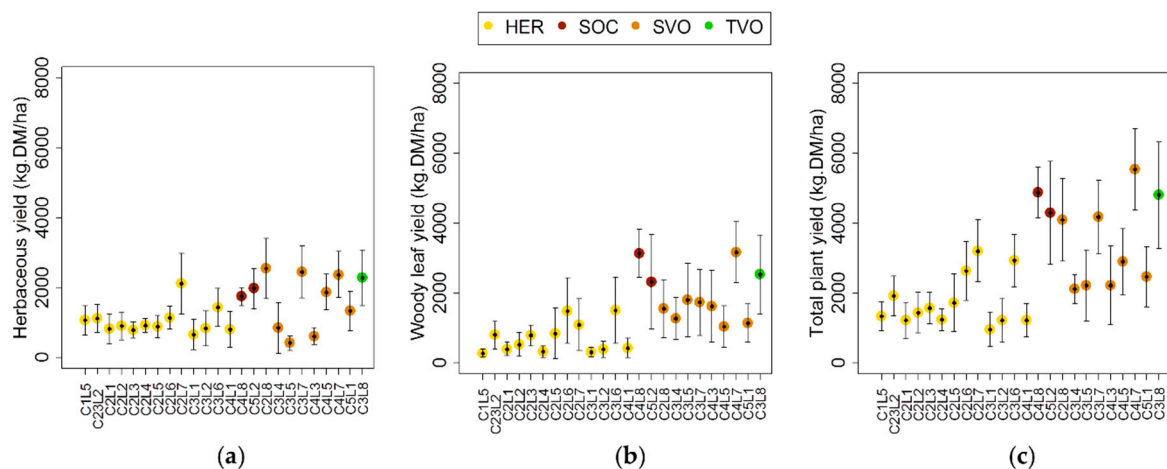 HER SOC SVO TVO
Herbaceous yield (kg.DM/ha)
8000
6000
4000
2000
0
C1L5
C23L2
C2L1
C2L2
C2L3
C2L4
C2L5
C2L6
C2L7
C3L1
C3L2
C3L6
C4L1
C4L8
C5L2
C2L8
C3L4
C3L5
C3L7
C4L3
C4L5
C4L7
C5L1
C3L8
(a)
Woody leaf yield (kg.DM/ha)
8000
6000
4000
2000
0
C1L5
C23L2
C2L1
C2L2
C2L3
C2L4
C2L5
C2L6
C2L7
C3L1
C3L2
C3L6
C4L1
C4L8
C5L2
C2L8
C3L4
C3L5
C3L7
C4L3
C4L5
C4L7
C5L1
C3L8
(b)
Total plant yield (kg.DM/ha)
8000
6000
4000
2000
0
C1L5
C23L2
C2L1
C2L2
C2L3
C2L4
C2L5
C2L6
C2L7
C3L1
C3L2
C3L6
C4L1
C4L8
C5L2
C2L8
C3L4
C3L5
C3L7
C4L3
C4L5
C4L7
C5L1
C3L8
(c)